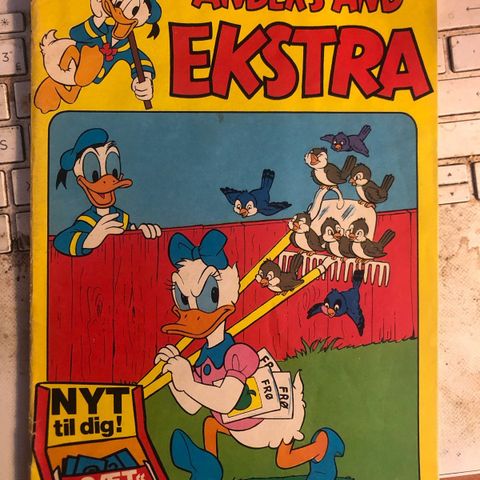 ANDERS AND
EKSTRA
FRØ
FRØ
NYT
til dig!